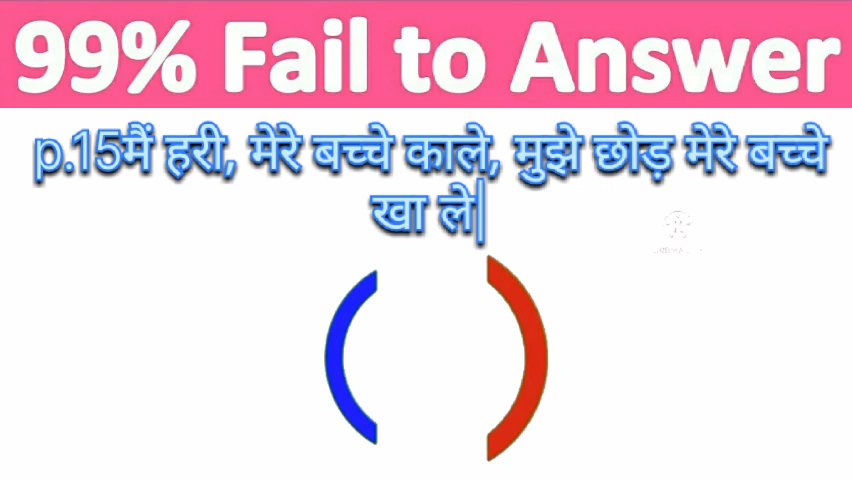 99% Fail to Answer
p.15मैं हरी, मेरे बच्चे काले, मुझे छोड़ मेरे बच्चे
खा ले|